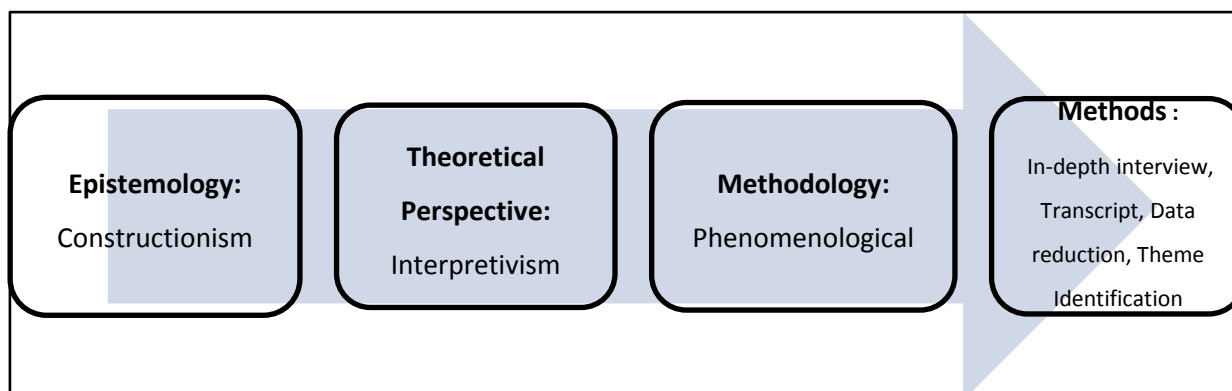 Epistemology:
Constructionism
Theoretical
Perspective:
Interpretivism
Methodology:
Phenomenological
Methods :
In-depth interview,
Transcript, Data
reduction, Theme
Identification